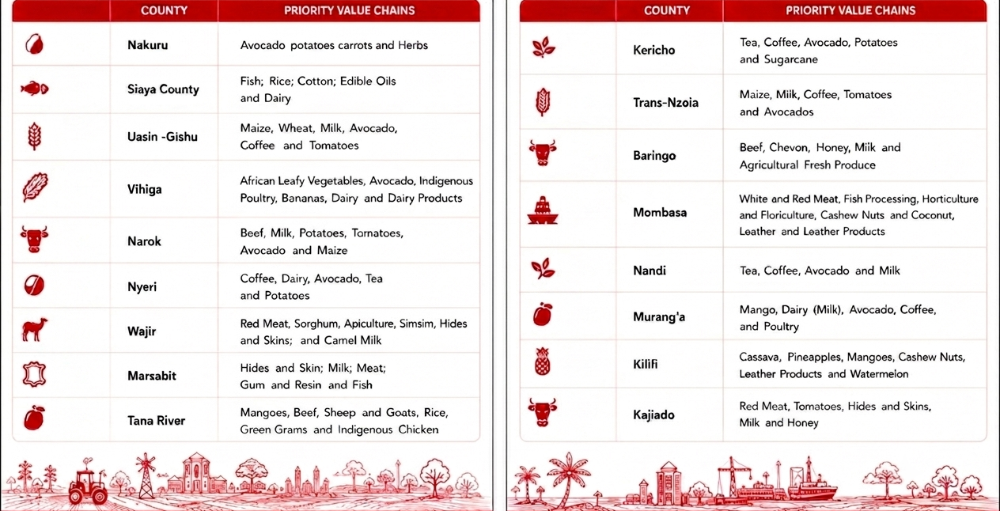 COUNTY PRIORITY VALUE CHAINS
Nakuru Avocado potatoes carrots and Herbs
Siaya County Fish; Rice; Cotton; Edible Oils
and Dairy
Uasin -Gishu Maize, Wheat, Milk, Avocado,
Coffee and Tomatoes
Vihiga African Leafy Vegetables, Avocado, Indigenous
Poultry, Bananas, Dairy and Dairy Products
Narok Beef, Milk, Potatoes, Tornatoes,
Avocado and Maize
Nyeri Coffee, Dairy, Avocado, Tea
and Potatoes
Wajir Red Meat, Sorghum, Apiculture, Simsim, Hides
and Skins; and Camel Milk
Marsabit Hides and Skin; Milk; Meat;
Gum and Resin and Fish
Tana River Mangoes, Beef, Sheep and Goats, Rice,
Green Grams and Indigenous Chicken
COUNTY PRIORITY VALUE CHAINS
Kericho Tea, Coffee, Avocado, Potatoes
and Sugarcane
Trans-Nzoia Maize, Miik, Coffee, Tomatoes
and Avocados
Baringo Beef, Chevon, Honey, Milk and
Agricultural Fresh Produce
Mombasa White and Red Meat, Fish Processing, Horticulture
and Floriculture, Cashew Nuts and Coconut,
Leather and Leather Products
Nandi Tea, Coffee, Avocado and Milk
Murang'a Mango, Dairy (Milk), Avocado, Coffee,
and Poultry
Kilifi Cassava, Pineapples, Mangoes, Cashew Nuts,
Leather Products and Watermelon
Kajiado Red Meat, Tomatoes, Hides and Skins,
Milk and Honey